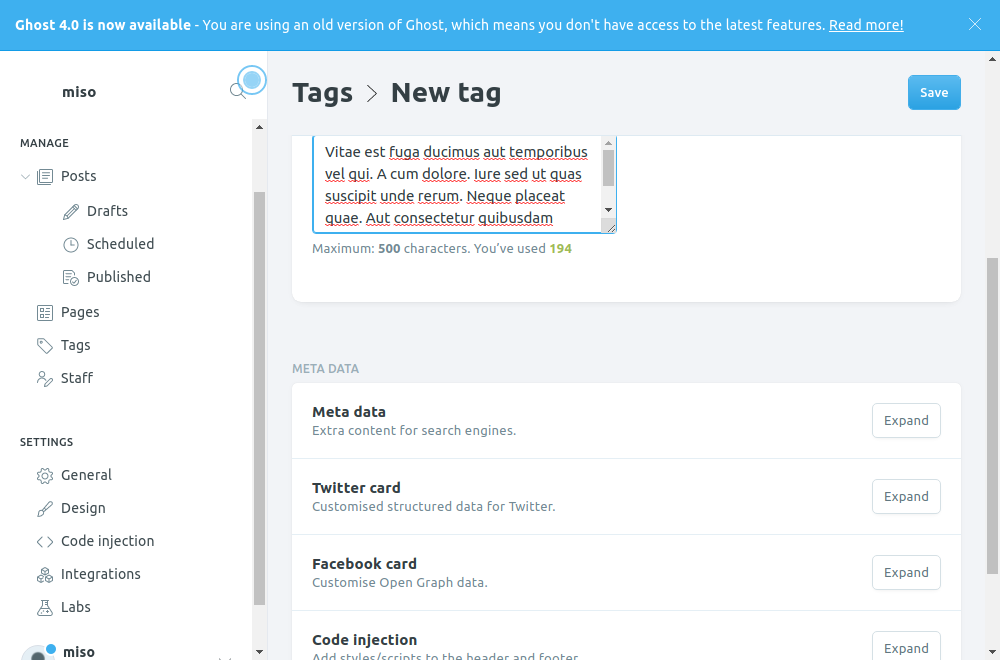 Ghost 4.0 is now available - You are using an old version of Ghost, which means you don't have access to the latest features. Read more!
miso
MANAGE
Posts
Drafts
Scheduled
Published
Pages
Tags
Staff
SETTINGS
General
Design
Code injection
Integrations
Labs
miso
Tags > New tag
Save
Vitae est fuga ducimus aut temporibus
vel qui. A cum dolore. Iure sed ut quas
suscipit unde rerum. Neque placeat
quae. Aut consectetur quibusdam
Maximum: 500 characters. You've used 194
META DATA
Meta data
Extra content for search engines.
Expand
Twitter card
Customised structured data for Twitter.
Expand
Facebook card
Customise Open Graph data.
Expand
Code injection
Add styles/scripts to the header and footer
Expand